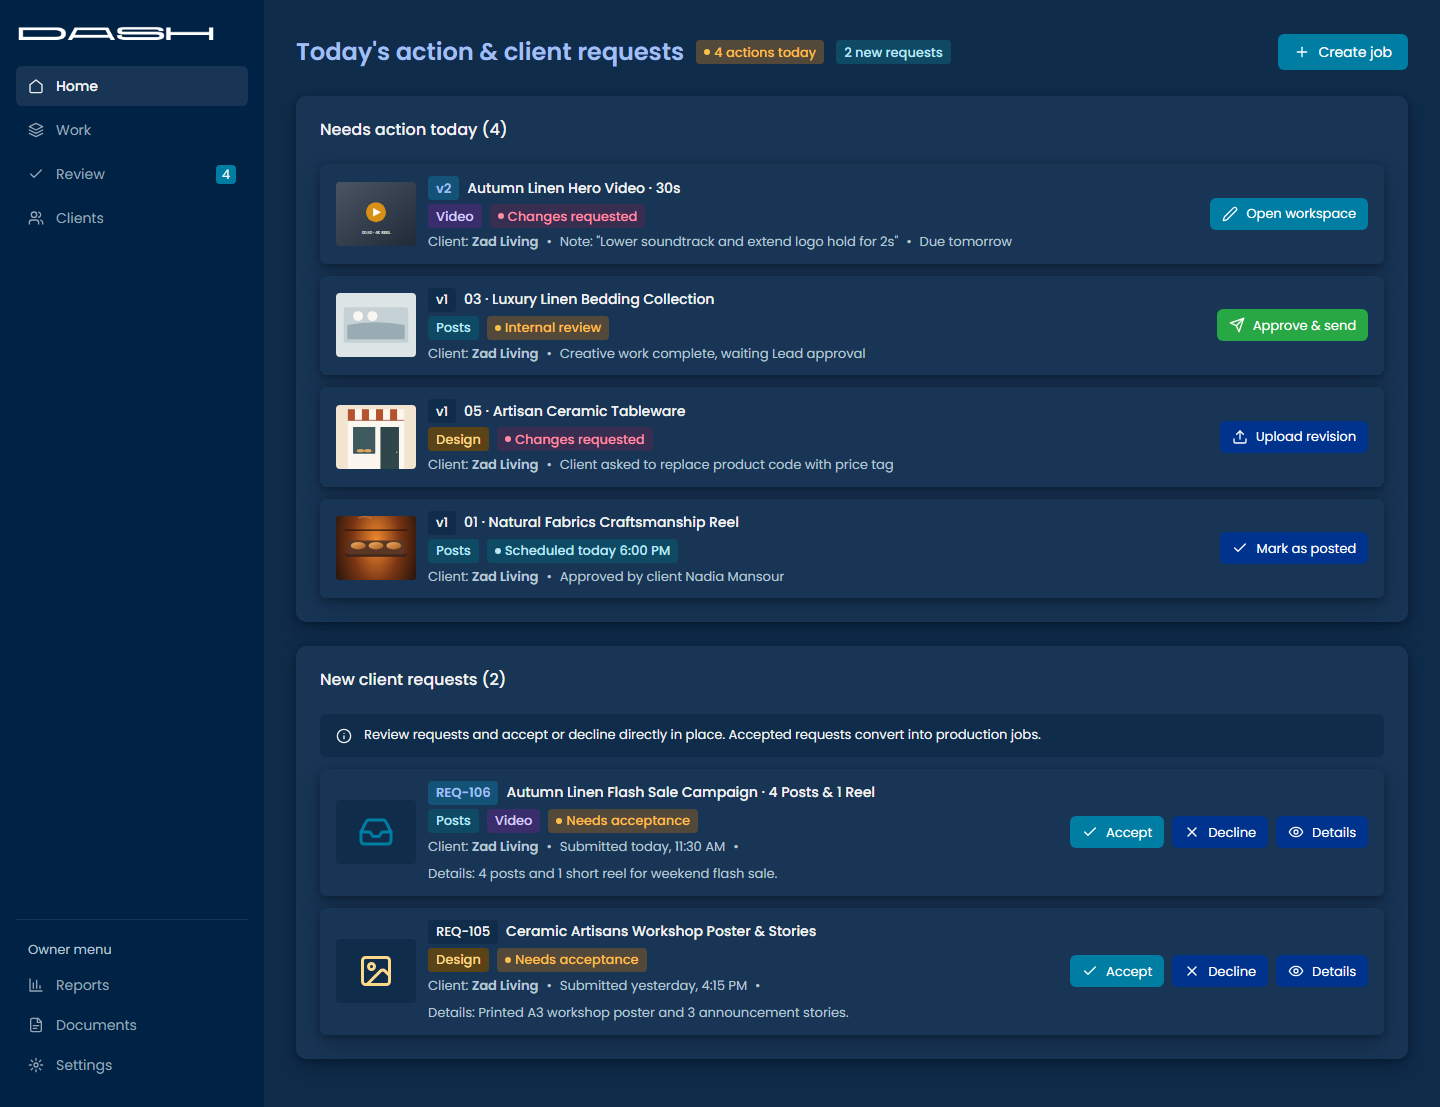 DASH
Home
Work
Review 4
Clients
Owner menu
Reports
Documents
Settings
Today's action & client requests
4 actions today
2 new requests
Create job
Needs action today (4)
v2 Autumn Linen Hero Video · 30s
Video • Changes requested
Client: Zad Living • Note: "Lower soundtrack and extend logo hold for 2s" • Due tomorrow
Open workspace
v1 03 · Luxury Linen Bedding Collection
Posts • Internal review
Client: Zad Living • Creative work complete, waiting Lead approval
Approve & send
v1 05 · Artisan Ceramic Tableware
Design • Changes requested
Client: Zad Living • Client asked to replace product code with price tag
Upload revision
v1 01 · Natural Fabrics Craftsmanship Reel
Posts • Scheduled today 6:00 PM
Client: Zad Living • Approved by client Nadia Mansour
Mark as posted
New client requests (2)
Review requests and accept or decline directly in place. Accepted requests convert into production jobs.
REQ-106 Autumn Linen Flash Sale Campaign · 4 Posts & 1 Reel
Posts Video • Needs acceptance
Client: Zad Living • Submitted today, 11:30 AM •
Details: 4 posts and 1 short reel for weekend flash sale.
Accept Decline Details
REQ-105 Ceramic Artisans Workshop Poster & Stories
Design • Needs acceptance
Client: Zad Living • Submitted yesterday, 4:15 PM •
Details: Printed A3 workshop poster and 3 announcement stories.
Accept Decline Details